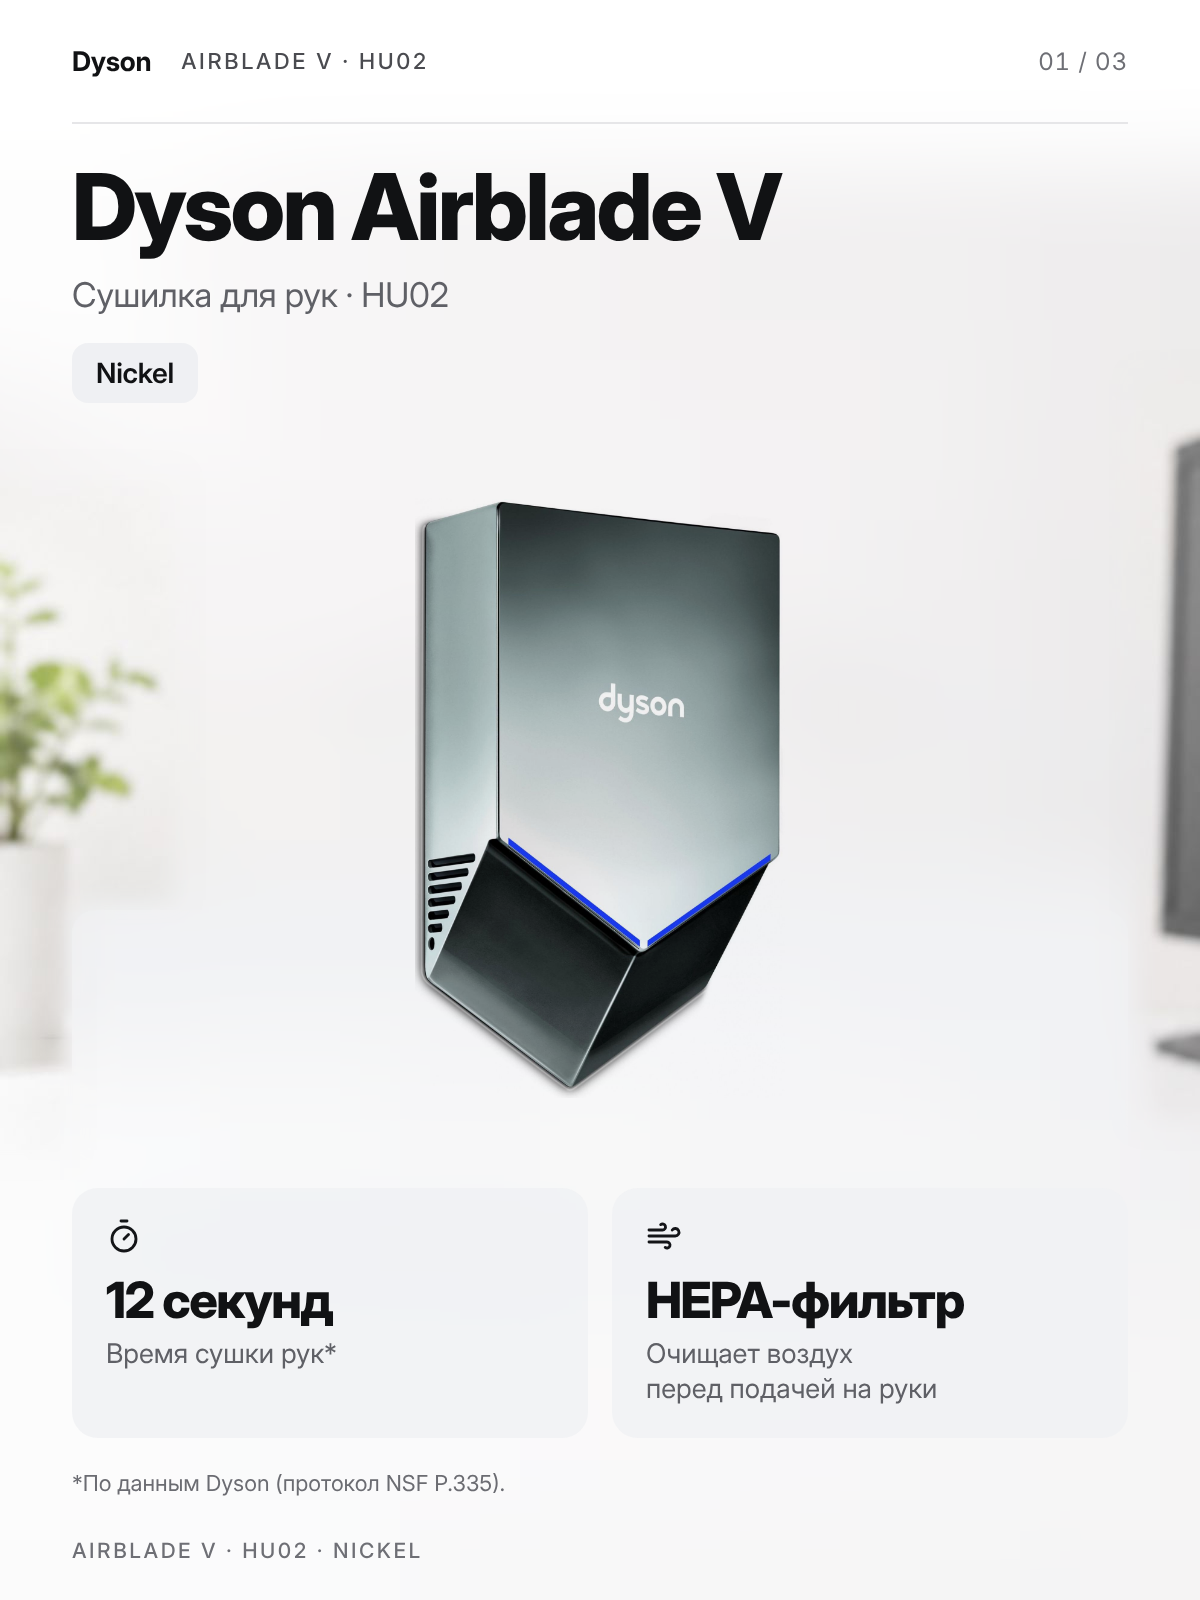 Dyson AIRBLADE V · HU02 01 / 03
Dyson Airblade V
Сушилка для рук · HU02
Nickel
dyson
12 секунд
Время сушки рук*
HEPA-фильтр
Очищает воздух
перед подачей на руки
*По данным Dyson (протокол NSF P.335).
AIRBLADE V · HU02 · NICKEL